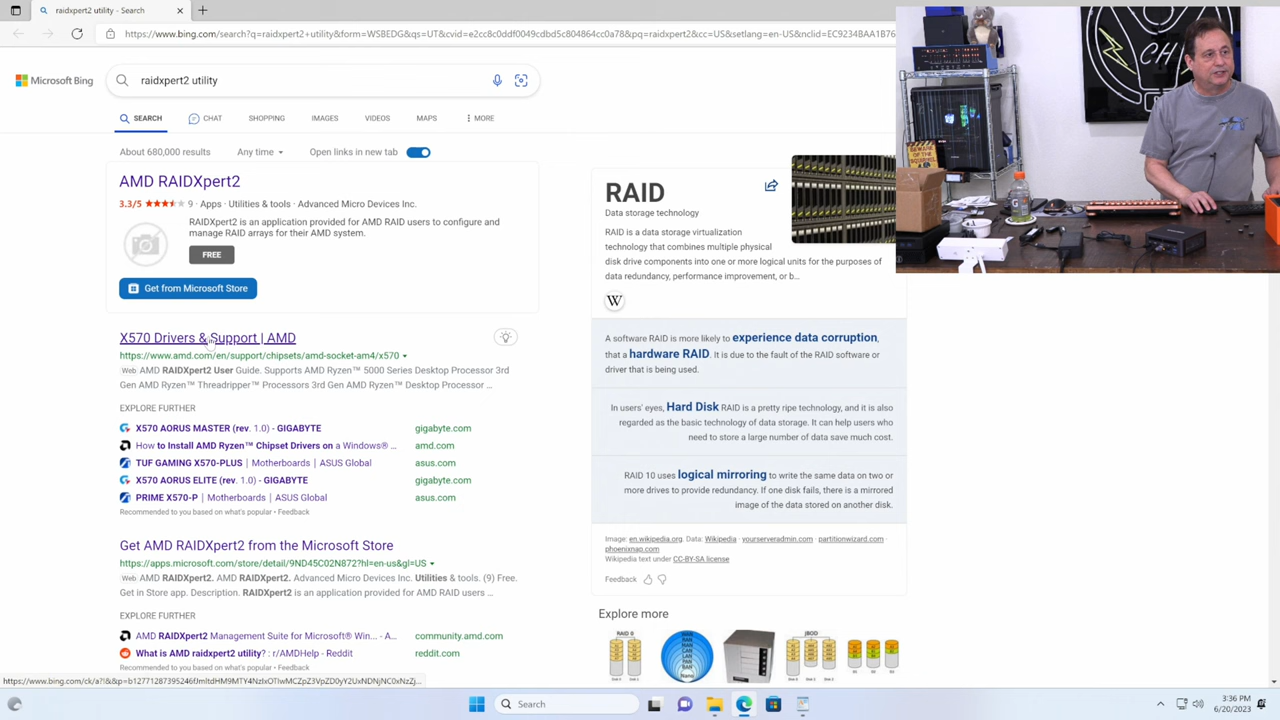 raidxpert2 utility - Search
https://www.bing.com/search?q=raidxpert2+utility&form=WSBEDG&qs=UT&cvid=e2cc8c0ddf0049cdbd5c804864cc0a78&pq=raidxpert2+utility&cc=US&setlang=en-US&nclid=EC9234BAA1B7
Microsoft Bing
raidxpert2 utility
SEARCH
CHAT
SHOPPING
IMAGES
VIDEOS
MAPS
MORE
About 680,000 results
Any time
Open links in new tab
AMD RAIDXpert2
3.3/5
9 · Apps · Utilities & tools · Advanced Micro Devices Inc.
RAIDXpert2 is an application provided for AMD RAID users to configure and
manage RAID arrays for their AMD system.
FREE
Get from Microsoft Store
X570 Drivers & Support | AMD
https://www.amd.com/en/support/chipsets/amd-socket-am4/x570
Web AMD RAIDXpert2 User Guide. Supports AMD Ryzen™ 5000 Series Desktop Processor 3rd
Gen AMD Ryzen™ Threadripper™ Processors 3rd Gen AMD Ryzen™ Desktop Processor ...
EXPLORE FURTHER
X570 AORUS MASTER (rev. 1.0) - GIGABYTE gigabyte.com
How to Install AMD Ryzen™ Chipset Drivers on a Windows® ... amd.com
TUF GAMING X570-PLUS | Motherboards | ASUS Global asus.com
X570 AORUS ELITE (rev. 1.0) - GIGABYTE gigabyte.com
PRIME X570-P | Motherboards | ASUS Global asus.com
Recommended to you based on what's popular • Feedback
Get AMD RAIDXpert2 from the Microsoft Store
https://apps.microsoft.com/store/detail/9ND45C02N872?hl=en-us&gl=US
Web AMD RAIDXpert2. AMD RAIDXpert2. Advanced Micro Devices Inc. Utilities & tools. (9) Free.
Get in Store app. Description. RAIDXpert2 is an application provided for AMD RAID users ...
EXPLORE FURTHER
AMD RAIDXpert2 Management Suite for Microsoft® Win... - A... community.amd.com
What is AMD raidxpert2 utility? : r/AMDHelp - Reddit reddit.com
Recommended to you based on what's popular • Feedback
RAID
Data storage technology
RAID is a data storage virtualization
technology that combines multiple physical
disk drive components into one or more logical units for the purposes of
data redundancy, performance improvement, or b...
W
A software RAID is more likely to experience data corruption,
that a hardware RAID. It is due to the fault of the RAID software or
driver that is being used.
In users' eyes, Hard Disk RAID is a pretty ripe technology, and it is also
regarded as the basic technology of data storage. It can help users who
need to store a large number of data save much cost.
RAID 10 uses logical mirroring to write the same data on two or
more drives to provide redundancy. If one disk fails, there is a mirrored
image of the data stored on another disk.
Image: en.wikipedia.org. Data: Wikipedia · yourserveradmin.com · partitionwizard.com ·
phoenixnap.com
Wikipedia text under CC-BY-SA license
Feedback
Explore more
RAID 0
JBOD
BEWARE
OF THE
SQUIRREL
Search
3:36 PM
6/20/2023